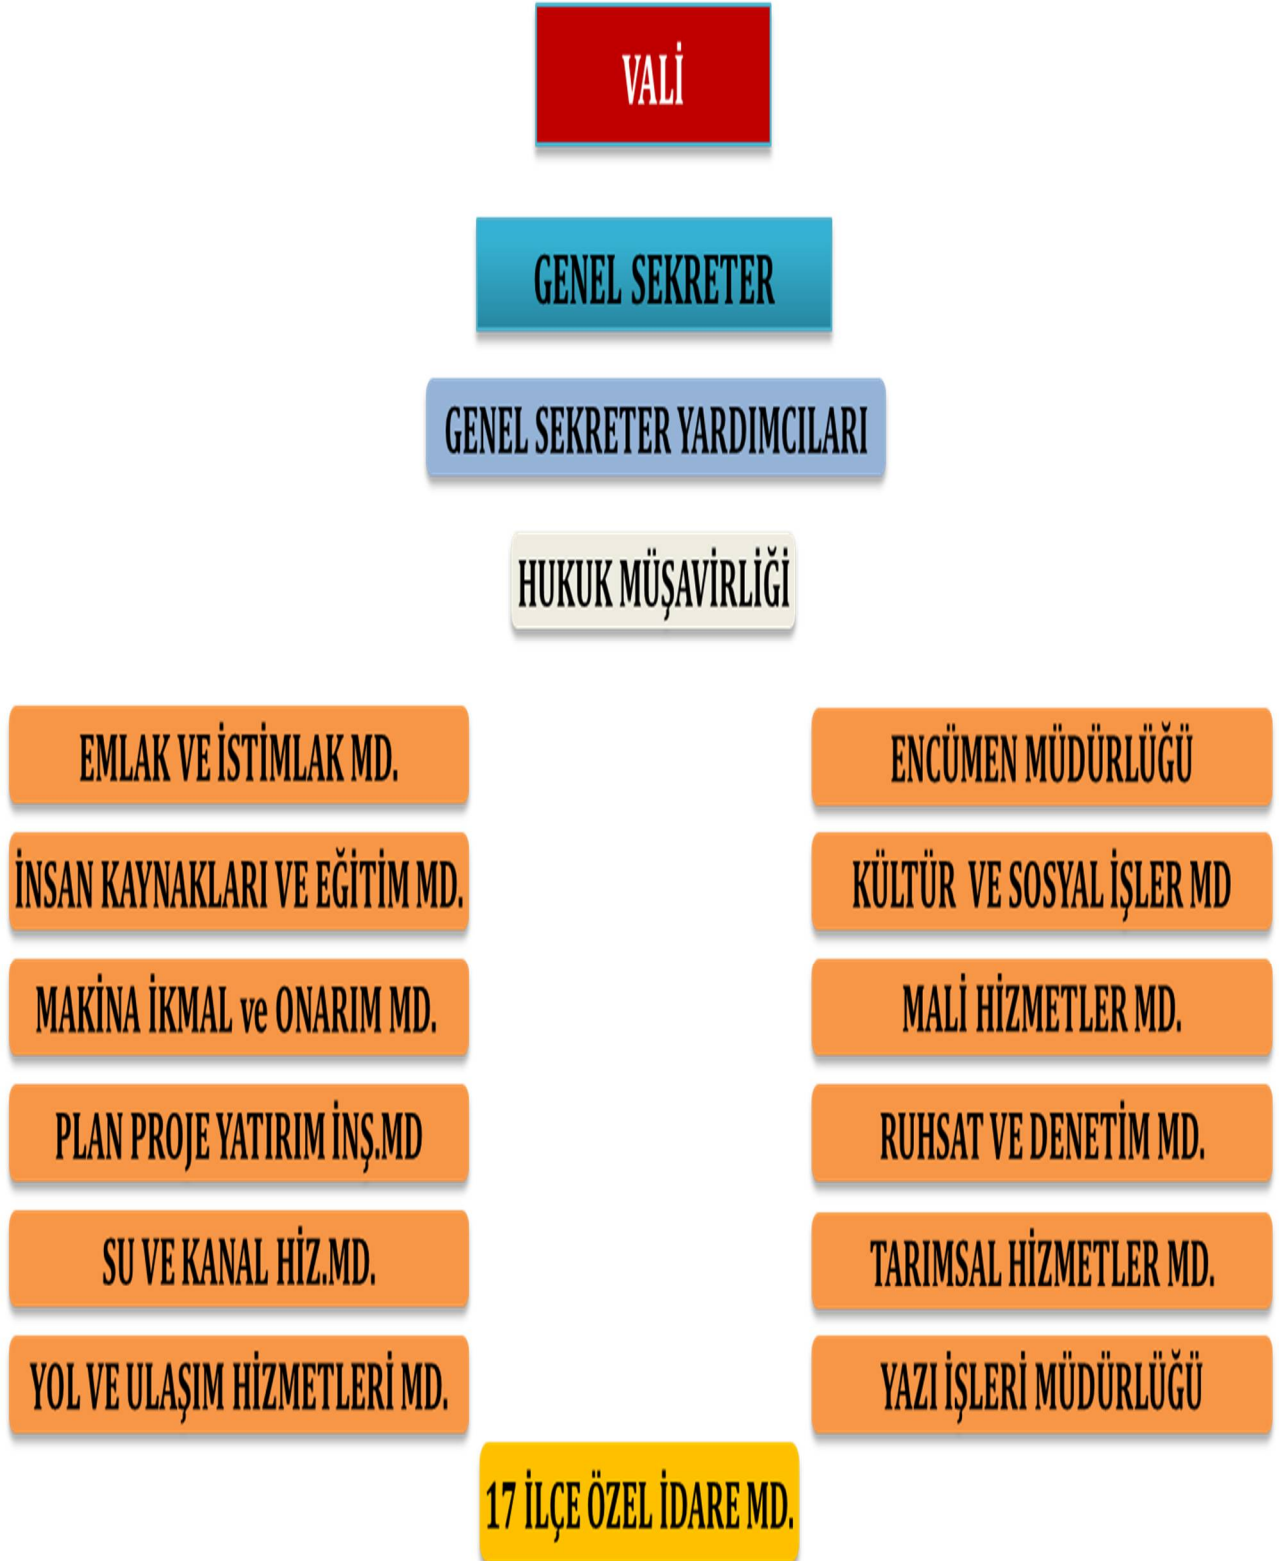 VALİ
GENEL SEKRETER
GENEL SEKRETER YARDIMCILARI
HUKUK MÜŞAVİRLİĞİ
EMLAK VE İSTİMLAK MD.
ENCÜMEN MÜDÜRLÜĞÜ
İNSAN KAYNAKLARI VE EĞİTİM MD.
KÜLTÜR VE SOSYAL İŞLER MD
MAKİNA İKMAL ve ONARIM MD.
MALİ HİZMETLER MD.
PLAN PROJE YATIRIM İNŞ.MD
RUHSAT VE DENETİM MD.
SU VE KANAL HİZ.MD.
TARIMSAL HİZMETLER MD.
YOL VE ULAŞIM HİZMETLERİ MD.
YAZI İŞLERİ MÜDÜRLÜĞÜ
17 İLÇE ÖZEL İDARE MD.